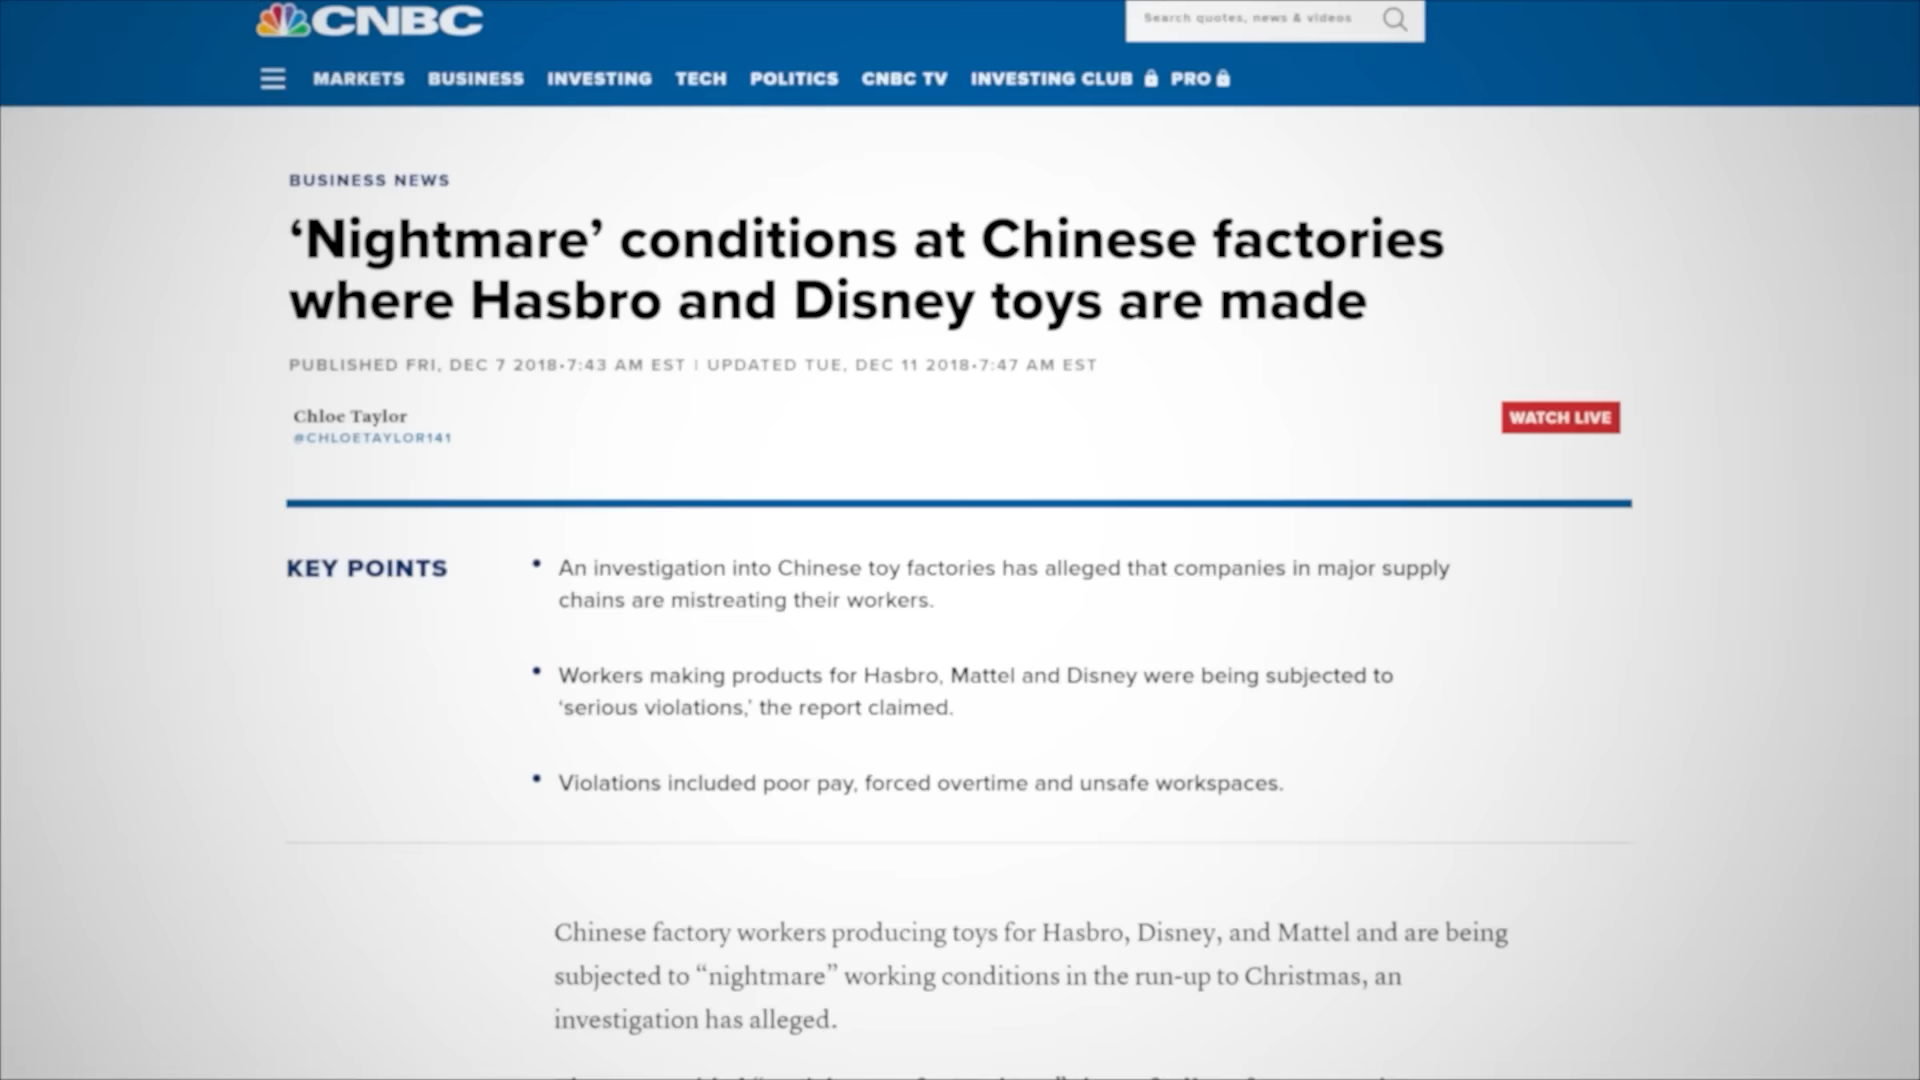 CNBC
Search quotes, news & videos
MARKETS BUSINESS INVESTING TECH POLITICS CNBC TV INVESTING CLUB PRO
BUSINESS NEWS
‘Nightmare’ conditions at Chinese factories
where Hasbro and Disney toys are made
PUBLISHED FRI, DEC 7 2018•7:43 AM EST | UPDATED TUE, DEC 11 2018•7:47 AM EST
Chloe Taylor
@CHLOETAYLOR141
WATCH LIVE
KEY POINTS
• An investigation into Chinese toy factories has alleged that companies in major supply
chains are mistreating their workers.
• Workers making products for Hasbro, Mattel and Disney were being subjected to
‘serious violations,’ the report claimed.
• Violations included poor pay, forced overtime and unsafe workspaces.
Chinese factory workers producing toys for Hasbro, Disney, and Mattel and are being
subjected to “nightmare” working conditions in the run-up to Christmas, an
investigation has alleged.